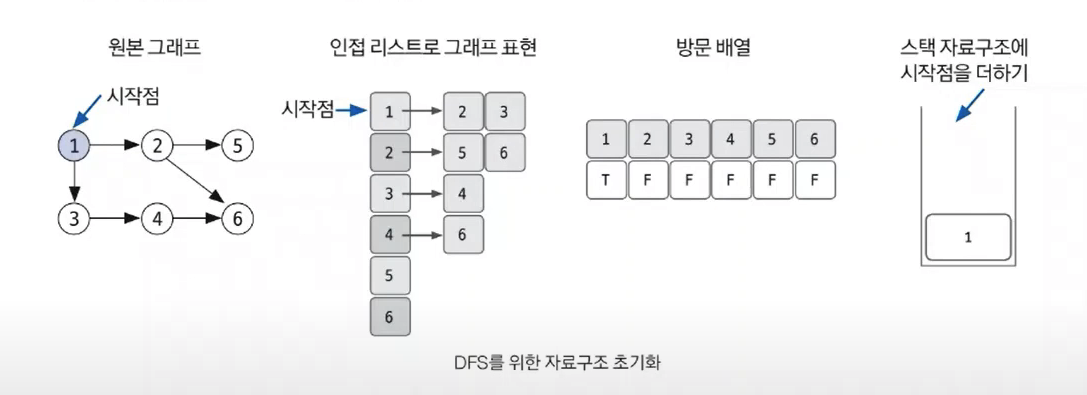 원본 그래프
시작점
1 2 5
3 4 6
인접 리스트로 그래프 표현
시작점
1 2 3
2 5 6
3 4
4 6
5
6
방문 배열
1 2 3 4 5 6
T F F F F F
스택 자료구조에
시작점을 더하기
1
DFS를 위한 자료구조 초기화